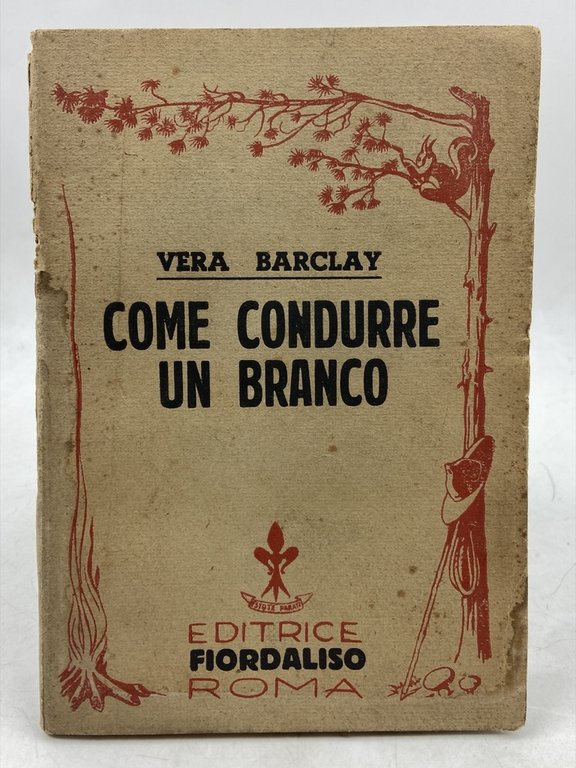 VERA BARCLAY
COME CONDURRE
UN BRANCO
ESTOTE PARATI
EDITRICE
FIORDALISO
ROMA